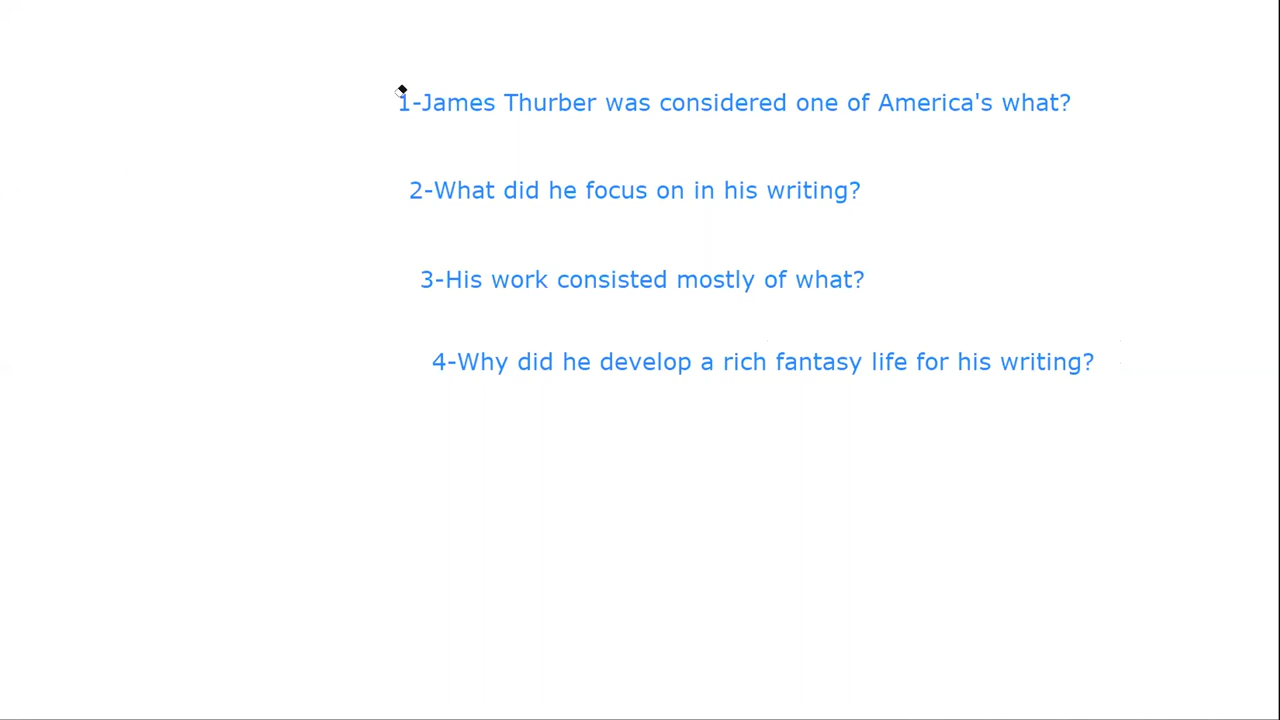 1-James Thurber was considered one of America's what?
2-What did he focus on in his writing?
3-His work consisted mostly of what?
4-Why did he develop a rich fantasy life for his writing?